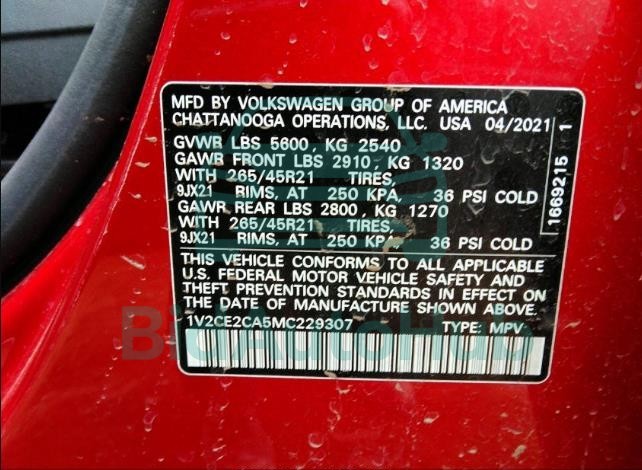 MFD BY VOLKSWAGEN GROUP OF AMERICA
CHATTANOOGA OPERATIONS, LLC. USA 04/2021
GVWR LBS 5600, KG 2540
GAWR FRONT LBS 2910, KG 1320
WITH 265/45R21 TIRES,
9JX21 RIMS, AT 250 KPA, 36 PSI COLD
GAWR REAR LBS 2800, KG 1270
WITH 265/45R21 TIRES,
9JX21 RIMS, AT 250 KPA, 36 PSI COLD
THIS VEHICLE CONFORMS TO ALL APPLICABLE
U.S. FEDERAL MOTOR VEHICLE SAFETY AND
THEFT PREVENTION STANDARDS IN EFFECT ON
THE DATE OF MANUFACTURE SHOWN ABOVE.
1V2CE2CA5MC229307 TYPE: MPV
1669215 1
BidAutoHub